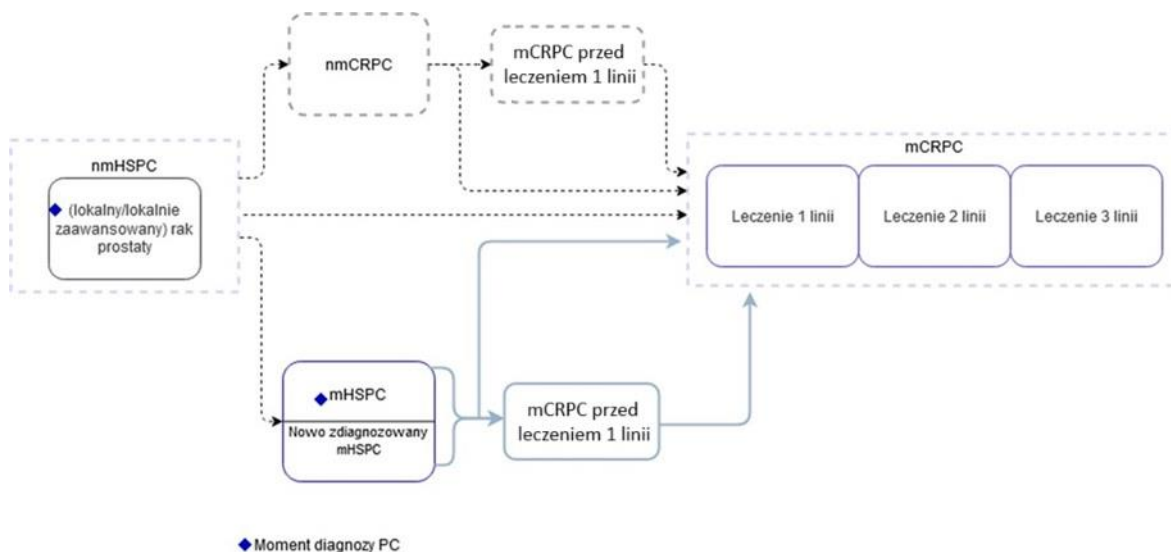 nmCRPC
mCRPC przed
leczeniem 1 linii
nmHSPC
(lokalny/lokalnie
zaawansowany) rak
prostaty
mCRPC
Leczenie 1 linii
Leczenie 2 linii
Leczenie 3 linii
mHSPC
Nowo zdiagnozowany
mHSPC
mCRPC przed
leczeniem 1 linii
Moment diagnozy PC